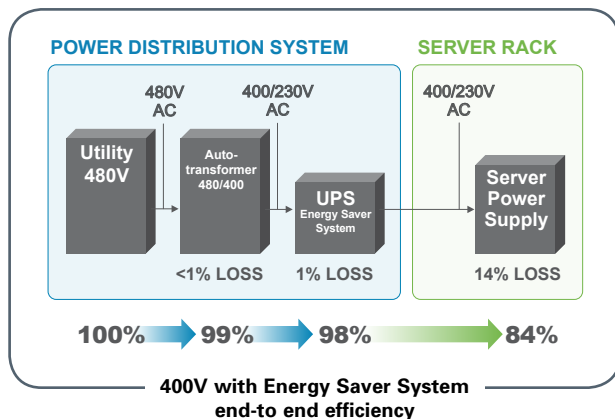 POWER DISTRIBUTION SYSTEM
SERVER RACK
480V
AC
400/230V
AC
400/230V
AC
Utility
480V
Auto-
transformer
480/400
UPS
Energy Saver
System
Server
Power
Supply
<1% LOSS
1% LOSS
14% LOSS
100%
99%
98%
84%
400V with Energy Saver System
end-to end efficiency